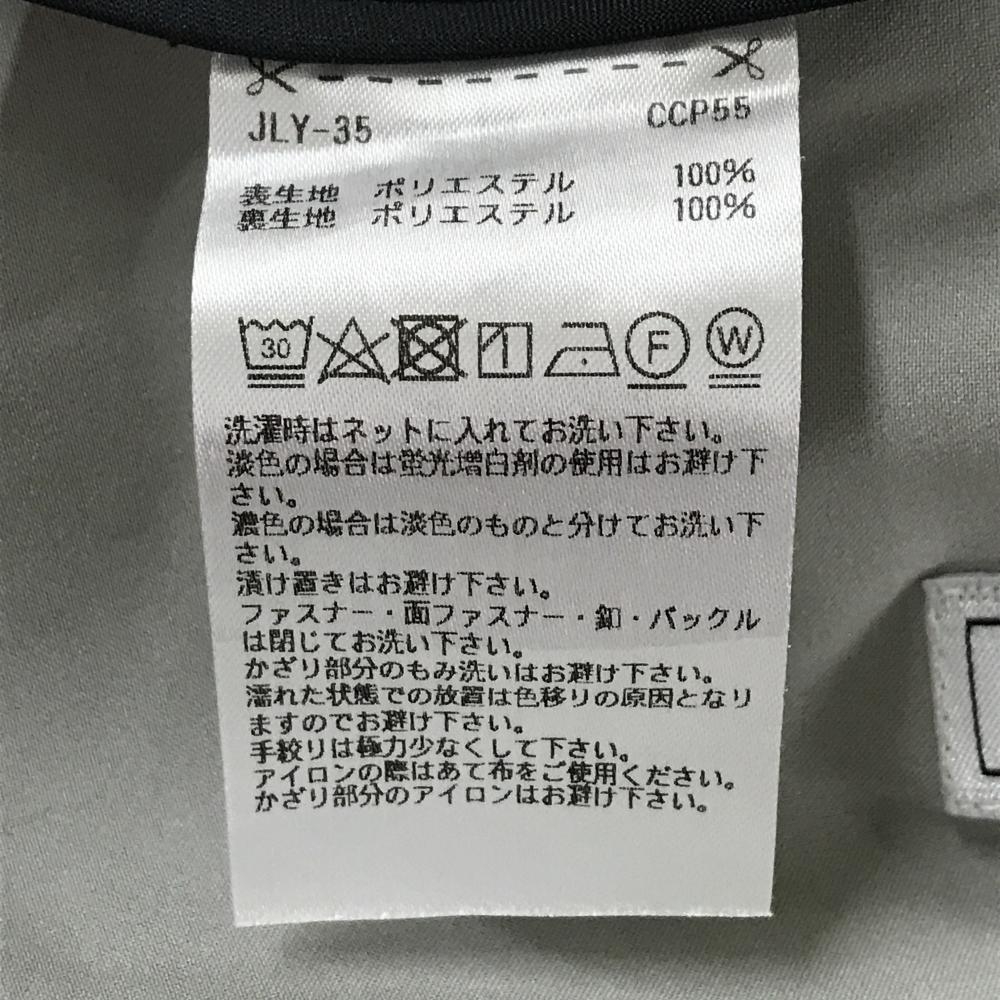 JLY-35 CCP55
表生地 ポリエステル 100%
裏生地 ポリエステル 100%
30 F W
洗濯時はネットに入れてお洗い下さい。
淡色の場合は蛍光増白剤の使用はお避け下
さい。
濃色の場合は淡色のものと分けてお洗い下
さい。
漬け置きはお避け下さい。
ファスナー・面ファスナー・釦・バックル
は閉じてお洗い下さい。
かざり部分のもみ洗いはお避け下さい。
濡れた状態での放置は色移りの原因となり
ますのでお避け下さい。
手絞りは極力少なくして下さい。
アイロンの際はあて布をご使用ください。
かざり部分のアイロンはお避け下さい。